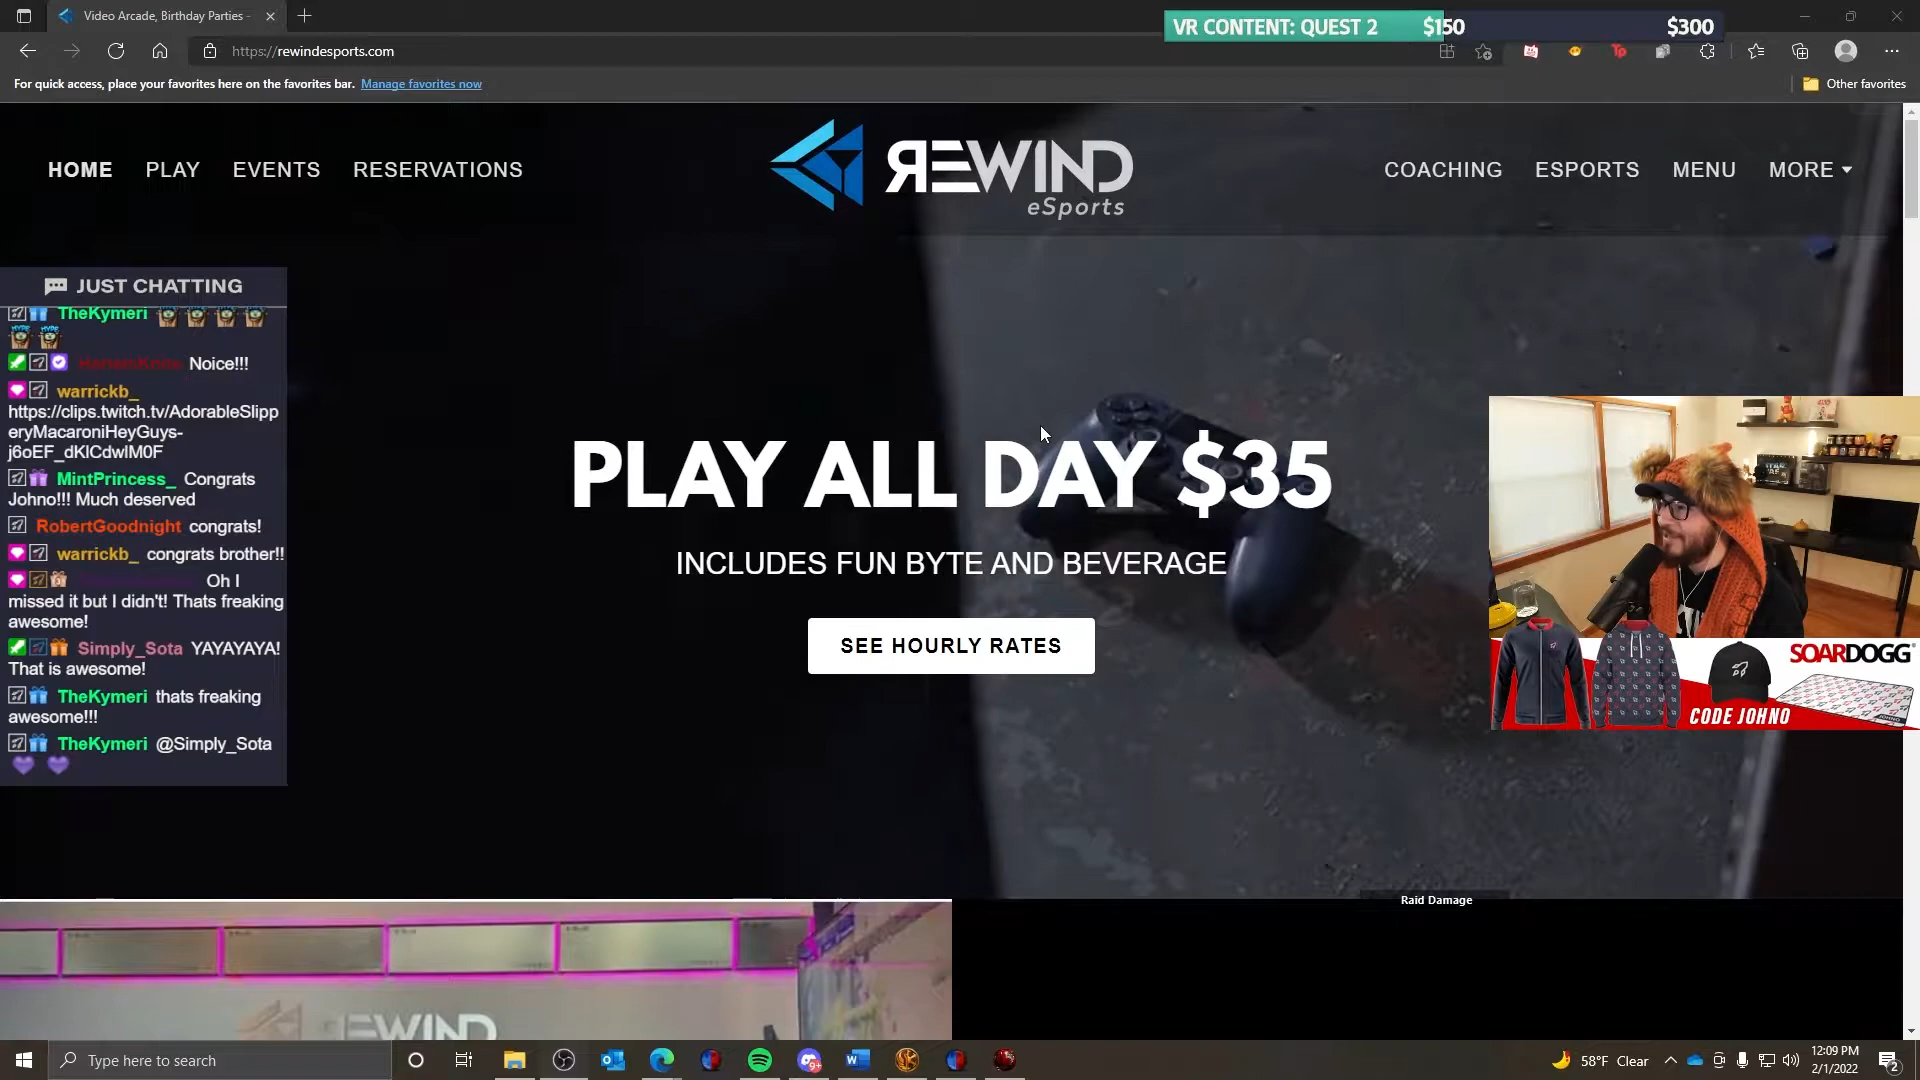 Video Arcade, Birthday Parties -
VR CONTENT: QUEST 2 $150 $300
https://rewindesports.com
For quick access, place your favorites here on the favorites bar. Manage favorites now
Other favorites
HOME PLAY EVENTS RESERVATIONS
REWIND
eSports
COACHING ESPORTS MENU MORE
JUST CHATTING
TheKymeri
Noice!!!
warrickb_
https://clips.twitch.tv/AdorableSlipp
eryMacaroniHeyGuys-
j6oEF_dKlCdwlM0F
MintPrincess_ Congrats
Johno!!! Much deserved
RobertGoodnight congrats!
warrickb_ congrats brother!!
Oh I
missed it but I didn't! Thats freaking
awesome!
Simply_Sota YAYAYAYA!
That is awesome!
TheKymeri thats freaking
awesome!!!
TheKymeri @Simply_Sota
PLAY ALL DAY $35
INCLUDES FUN BYTE AND BEVERAGE
SEE HOURLY RATES
SOARDOGG
CODE JOHNO
Raid Damage
REWIND
Type here to search
58°F Clear
12:09 PM
2/1/2022